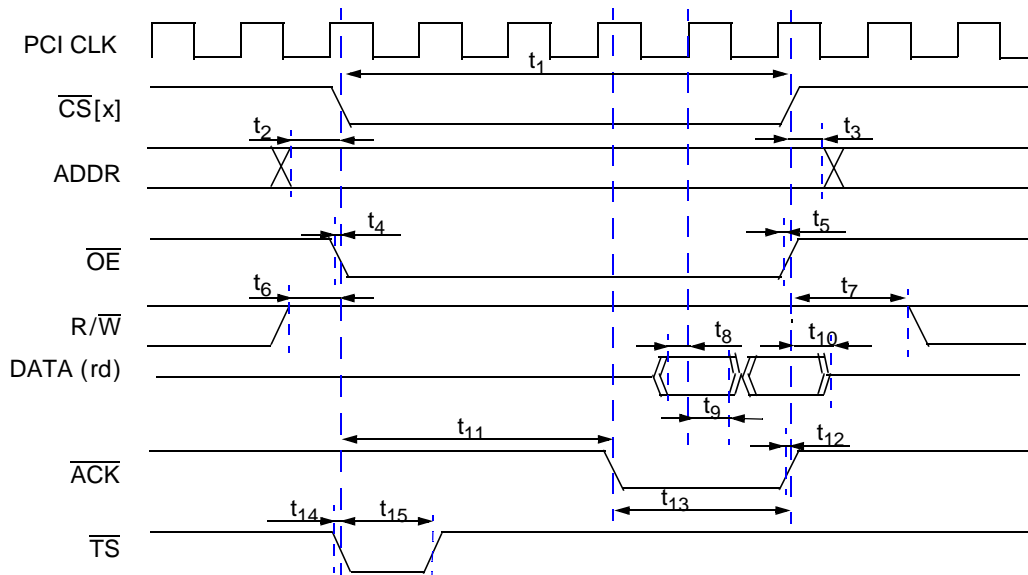 PCI CLK
t1
CS[x]
t2
t3
ADDR
t4
t5
OE
t6
t7
R/W
t8
t10
DATA (rd)
t9
t11
t12
ACK
t13
t14
t15
TS